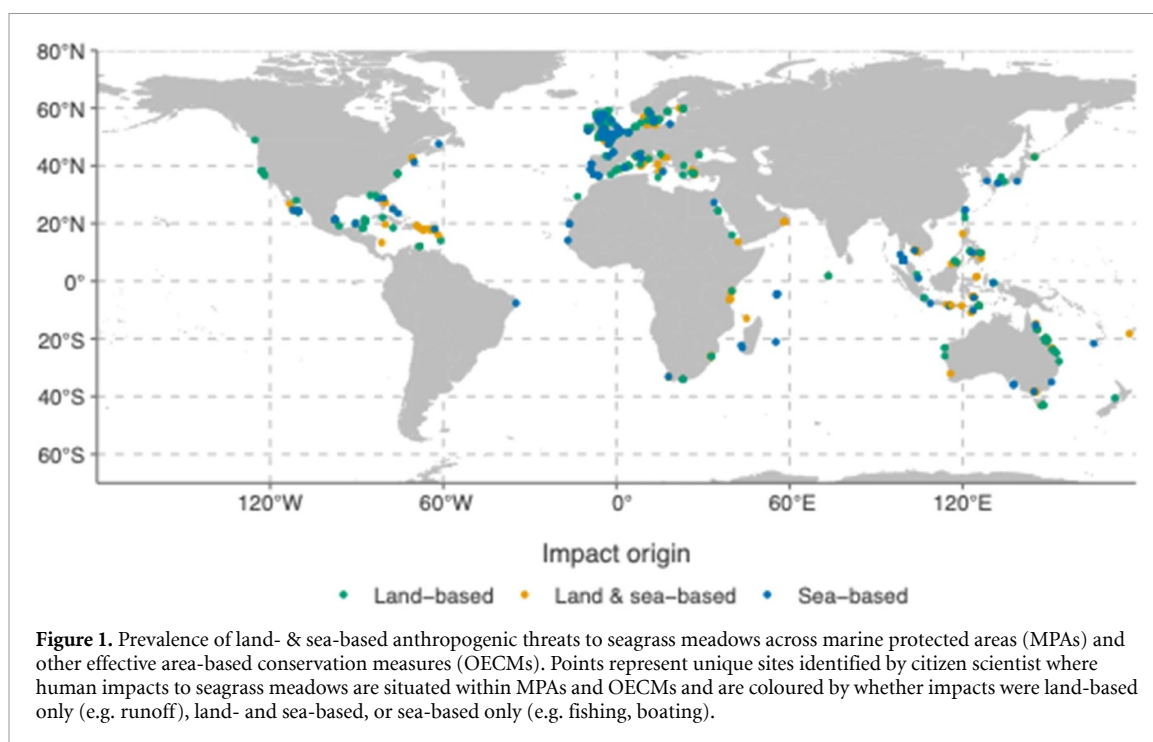 80°N
60°N
40°N
20°N
0°
20°S
40°S
60°S
120°W 60°W 0° 60°E 120°E
Impact origin
Land−based Land & sea−based Sea−based
Figure 1. Prevalence of land- & sea-based anthropogenic threats to seagrass meadows across marine protected areas (MPAs) and
other effective area-based conservation measures (OECMs). Points represent unique sites identified by citizen scientist where
human impacts to seagrass meadows are situated within MPAs and OECMs and are coloured by whether impacts were land-based
only (e.g. runoff), land- and sea-based, or sea-based only (e.g. fishing, boating).